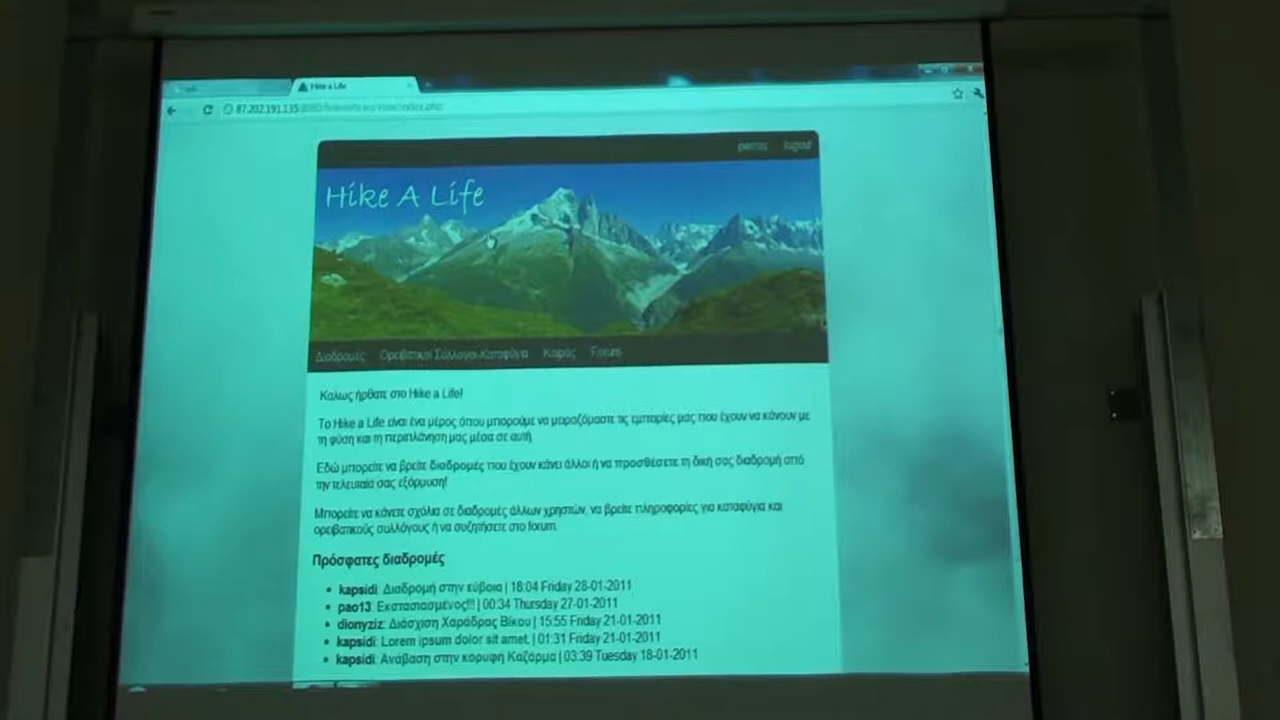 Hike a Life
87.202.191.135
logout
Hike A Life
Διαδρομές Ορειβατικοί Σύλλογοι-Καταφύγια Καιρός Forum
Καλως ήρθατε στο Hike a Life!
Το Hike a Life είναι ένα μέρος όπου μπορούμε να μοιραζόμαστε τις εμπειρίες μας που έχουν να κάνουν με
τη φύση και τη περιπλάνηση μας μέσα σε αυτή.
Εδώ μπορείτε να βρείτε διαδρομές που έχουν κάνει άλλοι ή να προσθέσετε τη δική σας διαδρομή από
την τελευταία σας εξόρμυση!
Μπορείτε να κάνετε σχόλια σε διαδρομές άλλων χρηστών, να βρείτε πληροφορίες για καταφύγια και
ορειβατικούς συλλόγους ή να συζητήσετε στο forum.
Πρόσφατες διαδρομές
kapsidi: Διαδρομή στην εύβοια | 18:04 Friday 28-01-2011
pao13: Εκστασιασμένος!!! | 00:34 Thursday 27-01-2011
dionyziz: Διάσχιση Χαράδρας Βίκου | 15:55 Friday 21-01-2011
kapsidi: Lorem ipsum dolor sit amet, | 01:31 Friday 21-01-2011
kapsidi: Ανάβαση στην κορυφή Καζάρμα | 03:39 Tuesday 18-01-2011